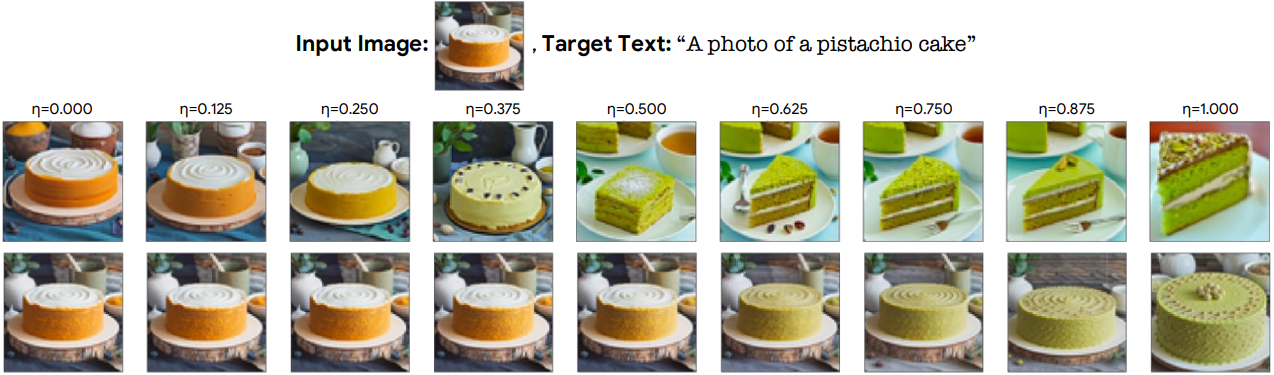 Input Image: , Target Text: “A photo of a pistachio cake”
η=0.000 η=0.125 η=0.250 η=0.375 η=0.500 η=0.625 η=0.750 η=0.875 η=1.000